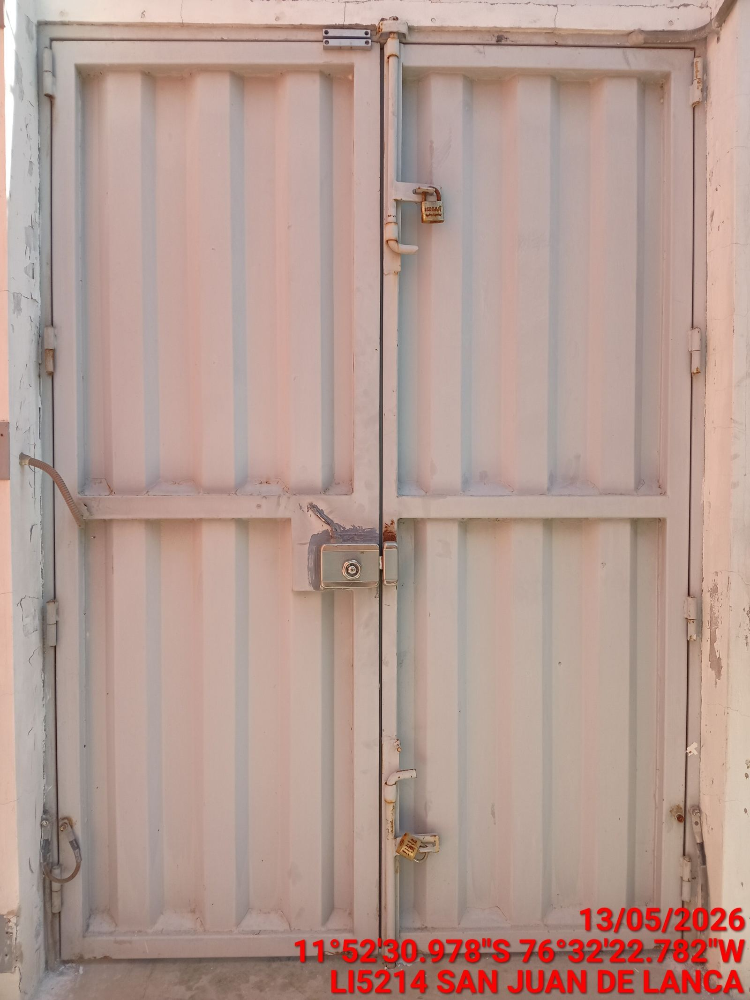 13/05/2026
11°52'30.978"S 76°32'22.782"W
LI5214 SAN JUAN DE LANCA